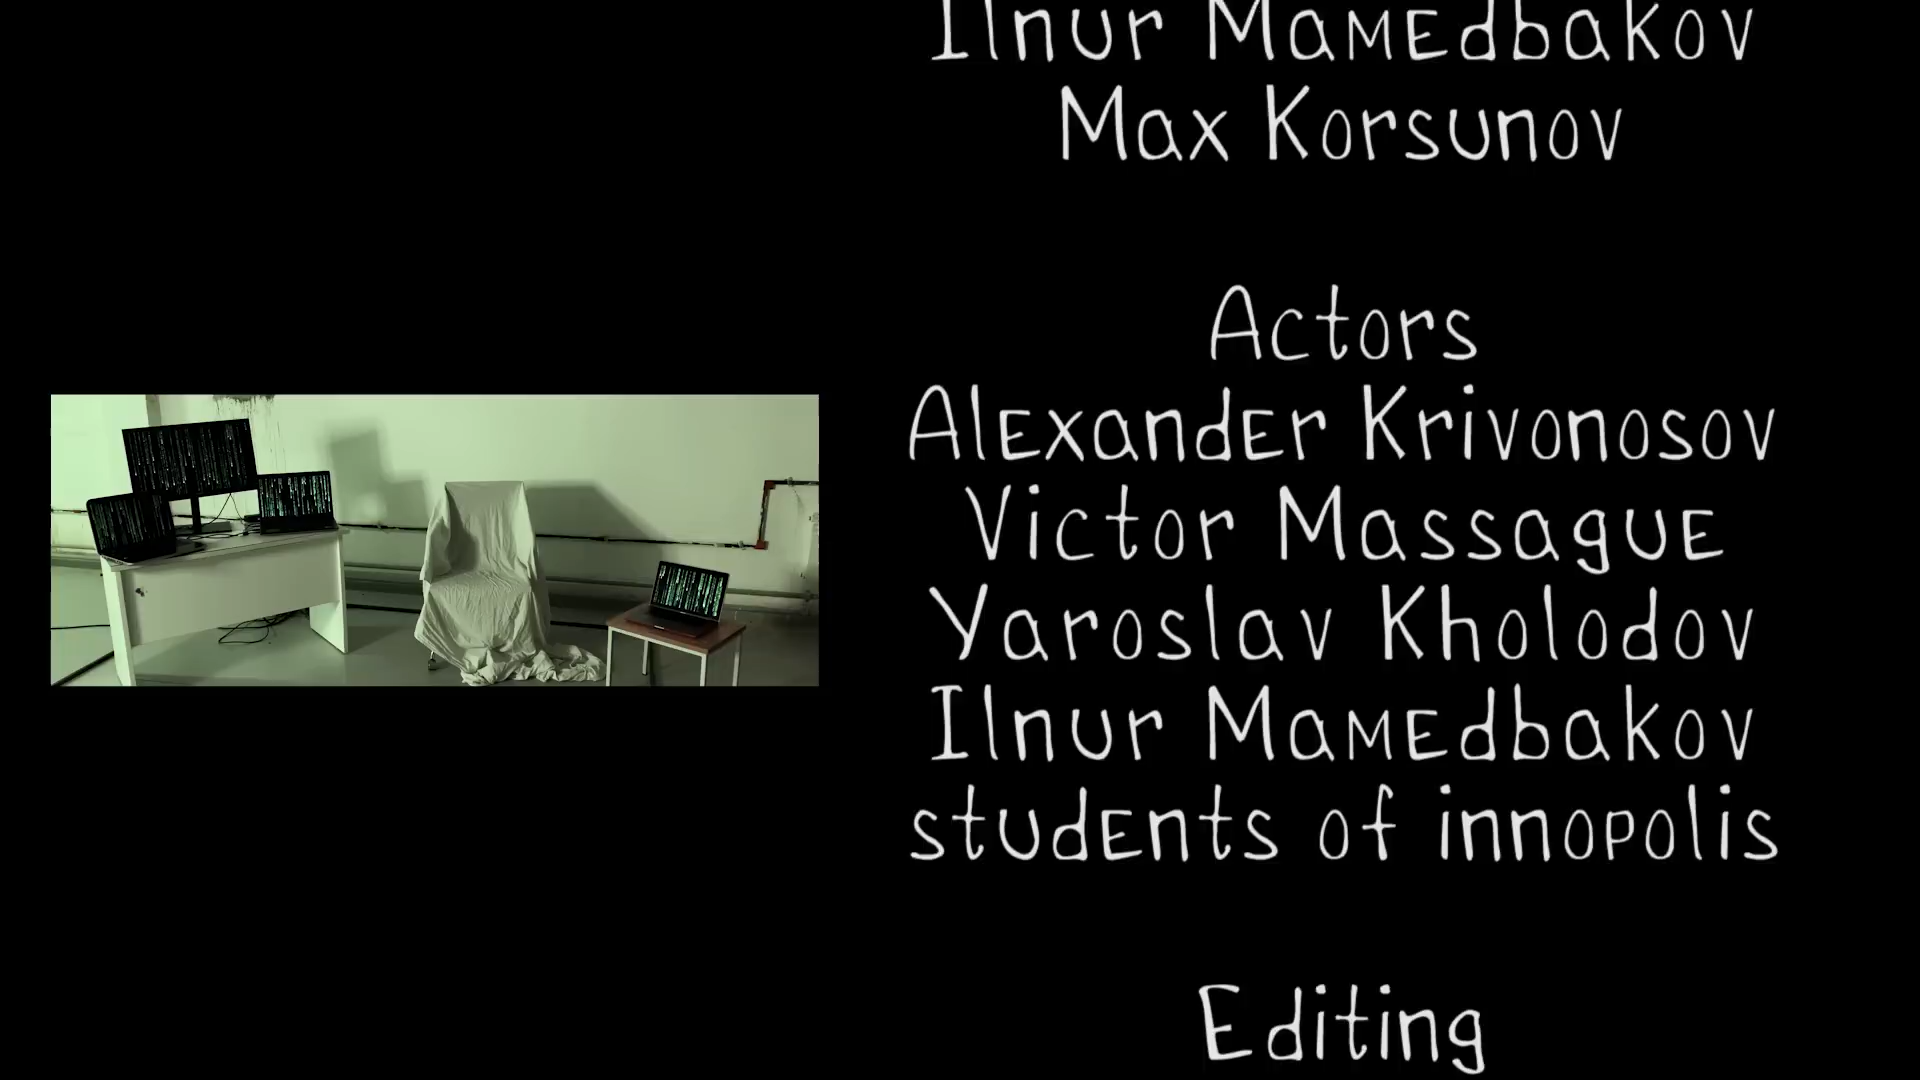 Ilnur Mamedbakov
Max Korsunov
Actors
Alexander Krivonosov
Victor Massague
Yaroslav Kholodov
Ilnur Mamedbakov
students of innopolis
Editing